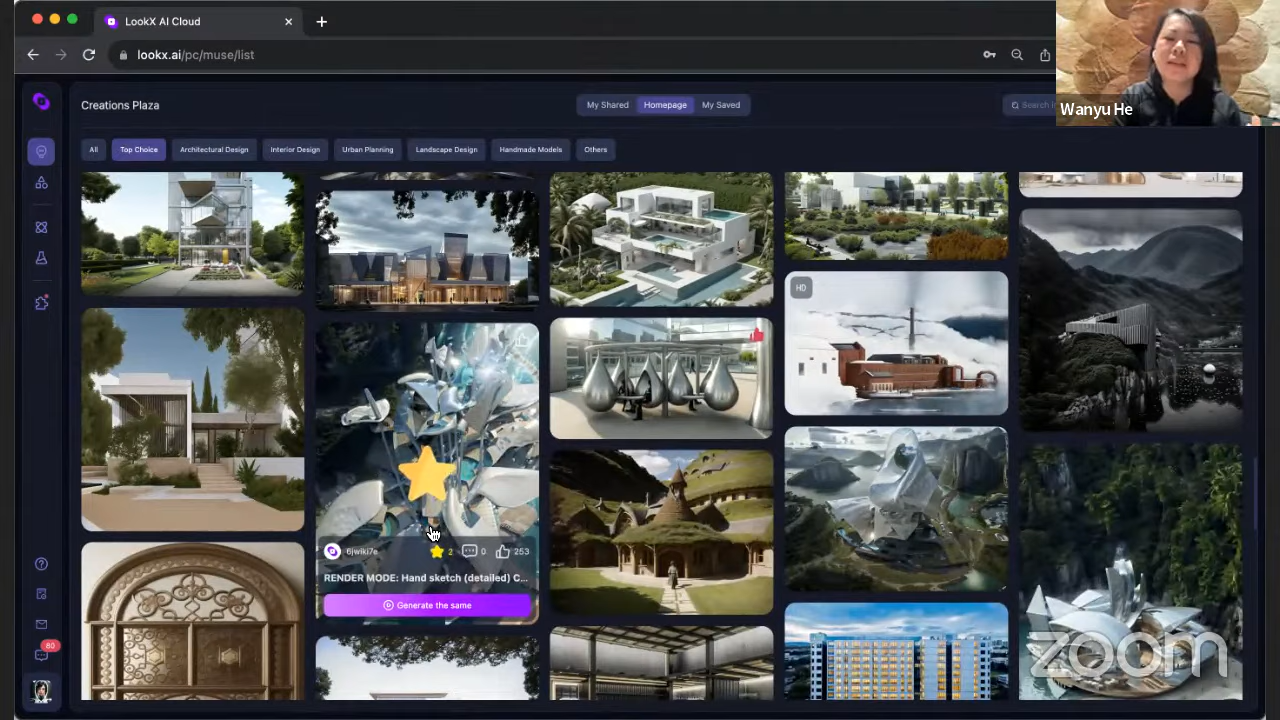 LookX AI Cloud
lookx.ai/pc/muse/list
Wanyu He
Creations Plaza
My Shared
Homepage
My Saved
Search
All
Top Choice
Architectural Design
Interior Design
Urban Planning
Landscape Design
Handmade Models
Others
HD
6jwiki7e
2
0
253
RENDER MODE: Hand sketch (detailed) C...
Generate the same
80
zoom